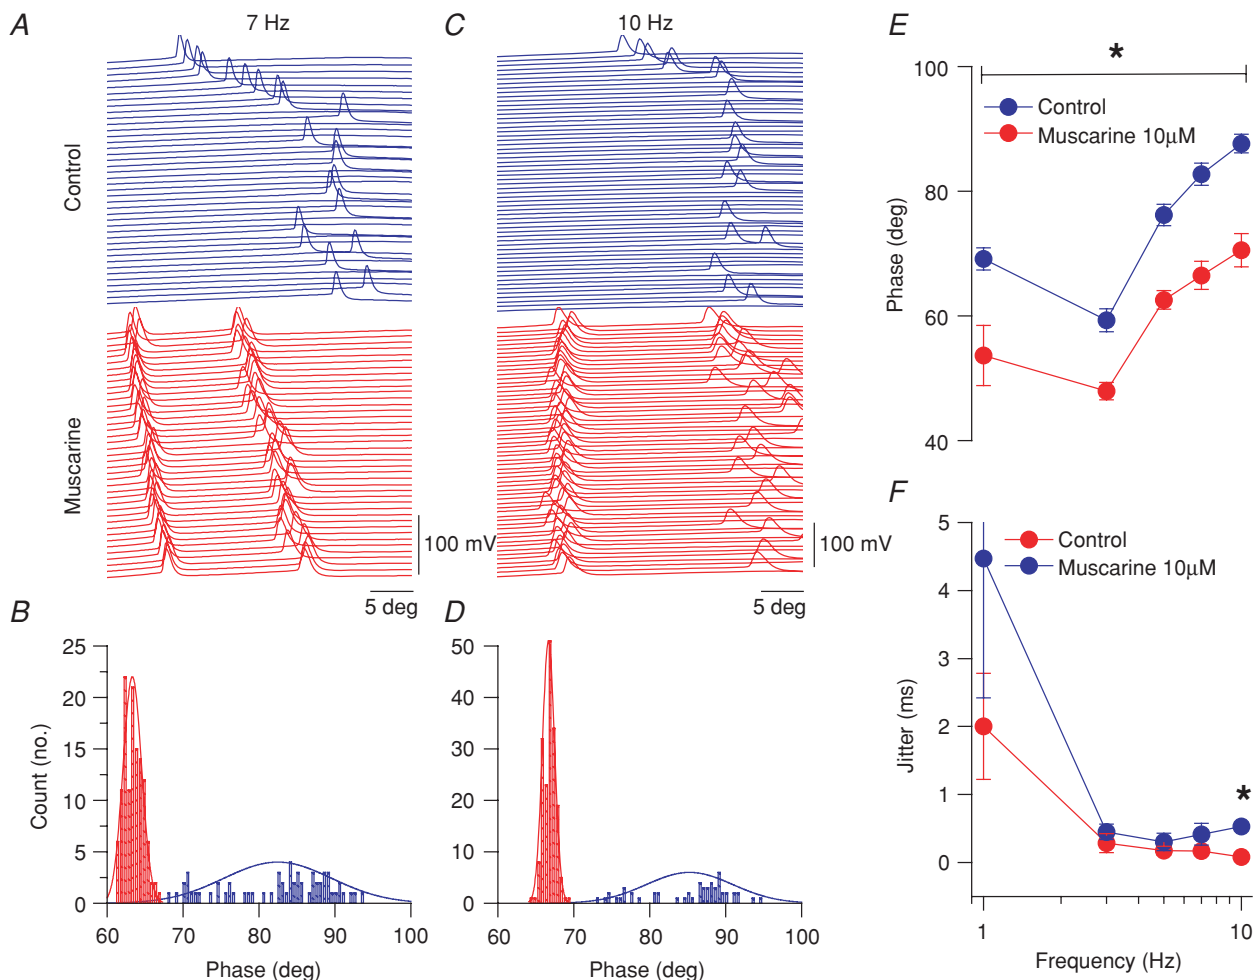 A
7 Hz
C
10 Hz
E
*
Control
Muscarine
100 mV
5 deg
100 mV
5 deg
100
80
60
40
Phase (deg)
Control
Muscarine 10µM
B
25
20
15
10
5
0
Count (no.)
60
70
80
90
100
Phase (deg)
D
50
40
30
20
10
0
60
70
80
90
100
Phase (deg)
F
5
4
3
2
1
0
Jitter (ms)
Control
Muscarine 10µM
*
1
10
Frequency (Hz)